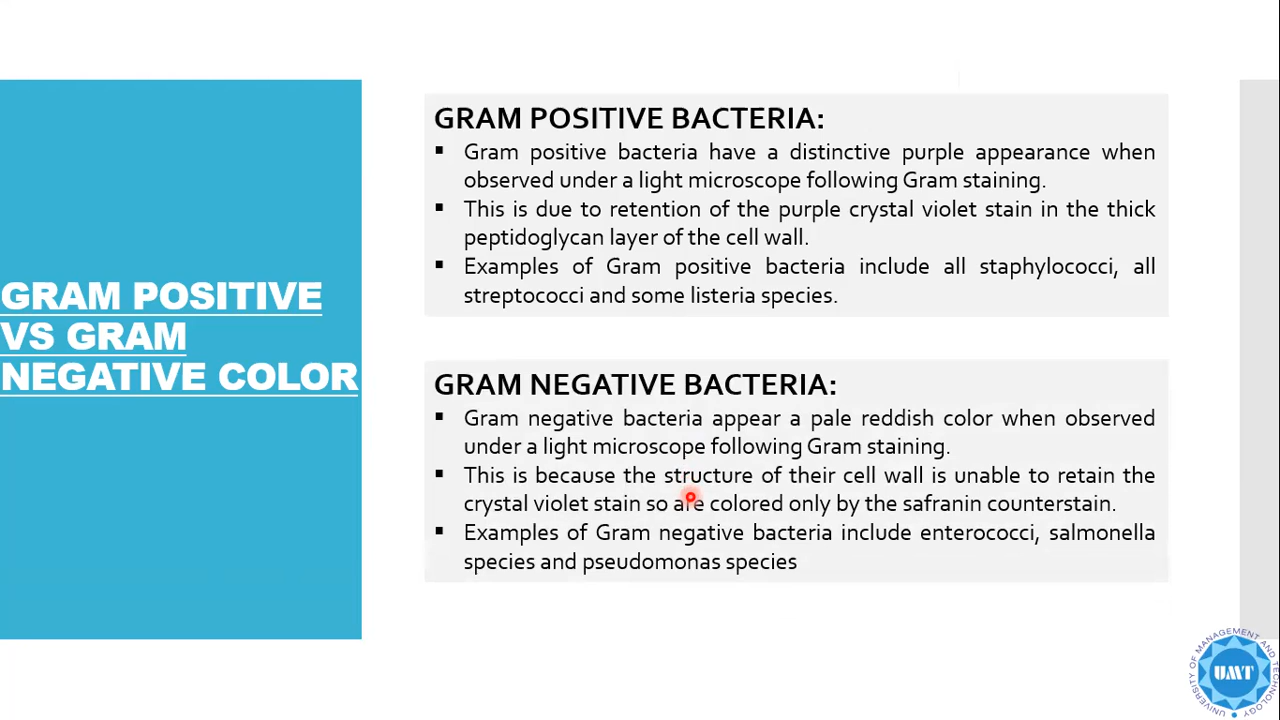 GRAM POSITIVE
VS GRAM
NEGATIVE COLOR
GRAM POSITIVE BACTERIA:
▪ Gram positive bacteria have a distinctive purple appearance when
observed under a light microscope following Gram staining.
▪ This is due to retention of the purple crystal violet stain in the thick
peptidoglycan layer of the cell wall.
▪ Examples of Gram positive bacteria include all staphylococci, all
streptococci and some listeria species.
GRAM NEGATIVE BACTERIA:
▪ Gram negative bacteria appear a pale reddish color when observed
under a light microscope following Gram staining.
▪ This is because the structure of their cell wall is unable to retain the
crystal violet stain so are colored only by the safranin counterstain.
▪ Examples of Gram negative bacteria include enterococci, salmonella
species and pseudomonas species
UNIVERSITY OF MANAGEMENT AND TECHNOLOGY
UMT